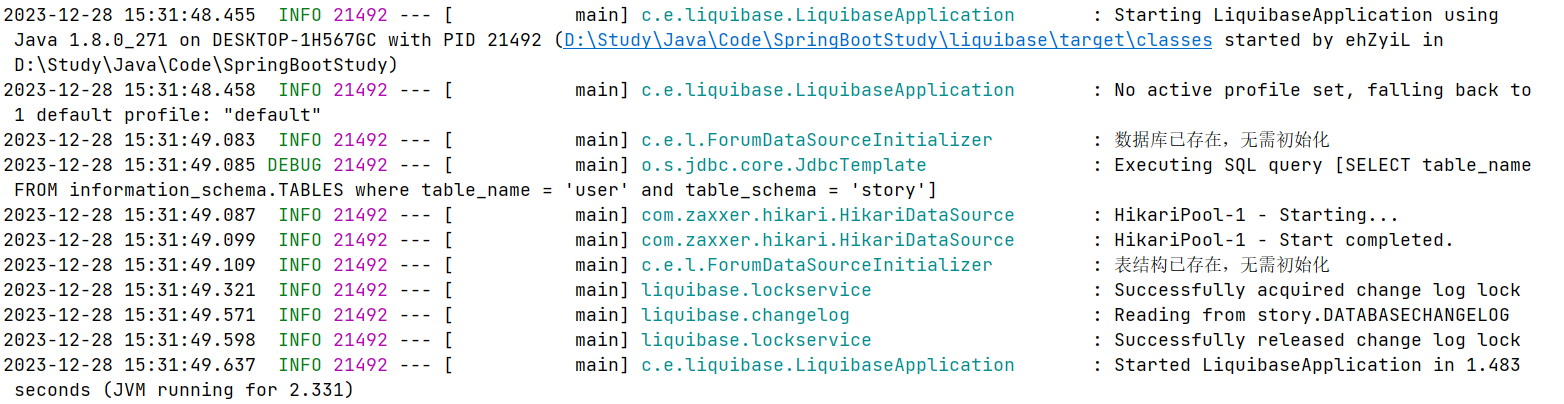 2023-12-28 15:31:48.455  INFO 21492 --- [           main] c.e.liquibase.LiquibaseApplication       : Starting LiquibaseApplication using
Java 1.8.0_271 on DESKTOP-1H567GC with PID 21492 (D:\Study\Java\Code\SpringBootStudy\liquibase\target\classes started by ehZyiL in
D:\Study\Java\Code\SpringBootStudy)
2023-12-28 15:31:48.458  INFO 21492 --- [           main] c.e.liquibase.LiquibaseApplication       : No active profile set, falling back to
1 default profile: "default"
2023-12-28 15:31:49.083  INFO 21492 --- [           main] c.e.l.ForumDataSourceInitializer         : 数据库已存在，无需初始化
2023-12-28 15:31:49.085 DEBUG 21492 --- [           main] o.s.jdbc.core.JdbcTemplate               : Executing SQL query [SELECT table_name
FROM information_schema.TABLES where table_name = 'user' and table_schema = 'story']
2023-12-28 15:31:49.087  INFO 21492 --- [           main] com.zaxxer.hikari.HikariDataSource       : HikariPool-1 - Starting...
2023-12-28 15:31:49.099  INFO 21492 --- [           main] com.zaxxer.hikari.HikariDataSource       : HikariPool-1 - Start completed.
2023-12-28 15:31:49.109  INFO 21492 --- [           main] c.e.l.ForumDataSourceInitializer         : 表结构已存在，无需初始化
2023-12-28 15:31:49.321  INFO 21492 --- [           main] liquibase.lockservice                    : Successfully acquired change log lock
2023-12-28 15:31:49.571  INFO 21492 --- [           main] liquibase.changelog                      : Reading from story.DATABASECHANGELOG
2023-12-28 15:31:49.598  INFO 21492 --- [           main] liquibase.lockservice                    : Successfully released change log lock
2023-12-28 15:31:49.637  INFO 21492 --- [           main] c.e.liquibase.LiquibaseApplication       : Started LiquibaseApplication in 1.483
seconds (JVM running for 2.331)